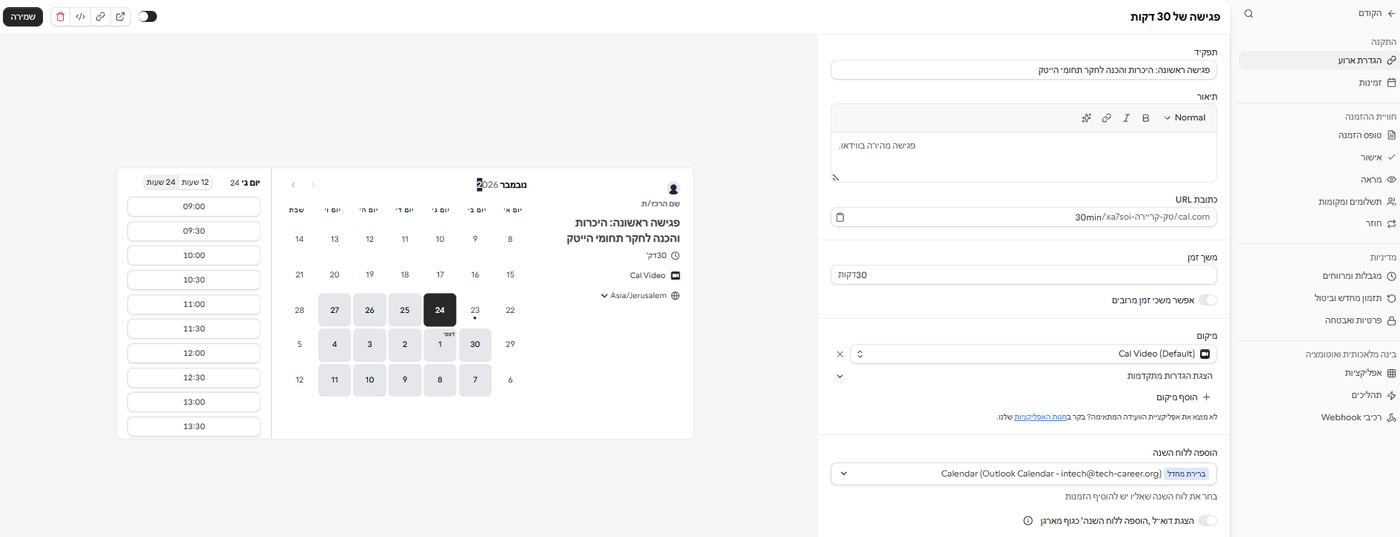 הקודם
התקנה
הגדרת ארוע
זמינות
חוויית ההזמנה
טופס הזמנה
אישור
מראה
תשלומים ומקומות
חוזר
מדיניות
מגבלות ומרווחים
תזמון מחדש וביטול
פרטיות ואבטחה
בינה מלאכותית ואוטומציה
אפליקציות
תהליכים
רכיבי Webhook
פגישה של 30 דקות
שמירה
תפקיד
פגישה ראשונה: היכרות והכנה לחקר תחומי הייטק
תיאור
Normal
B I
פגישה מהירה בווידאו.
כתובת URL
cal.com/טק-קריירה-xa7soi/30min
משך זמן
30דקות
אפשר משכי זמן מרובים
מיקום
Cal Video (Default)
הצגת הגדרות מתקדמות
הוסף מיקום
לא מוצא את אפליקציית הוועידה המתאימה? בקר בחנות האפליקציות שלנו.
הוספה ללוח השנה
ברירת מחדל Calendar (Outlook Calendar - intech@tech-career.org)
בחר את לוח השנה שאליו יש להוסיף הזמנות
הצגת דוא״ל ,הוספה ללוח השנה' כגוף מארגן
שם הרכז/ת
פגישה ראשונה: היכרות
והכנה לחקר תחומי הייטק
30דק'
Cal Video
Asia/Jerusalem
נובמבר 2026
יום א׳ יום ב׳ יום ג׳ יום ד׳ יום ה׳ יום ו׳ שבת
8 9 10 11 12 13 14
15 16 17 18 19 20 21
22 23 24 25 26 27 28
דצמ׳
29 30 1 2 3 4 5
6 7 8 9 10 11 12
יום ג׳ 24
12 שעות 24 שעות
09:00
09:30
10:00
10:30
11:00
11:30
12:00
12:30
13:00
13:30